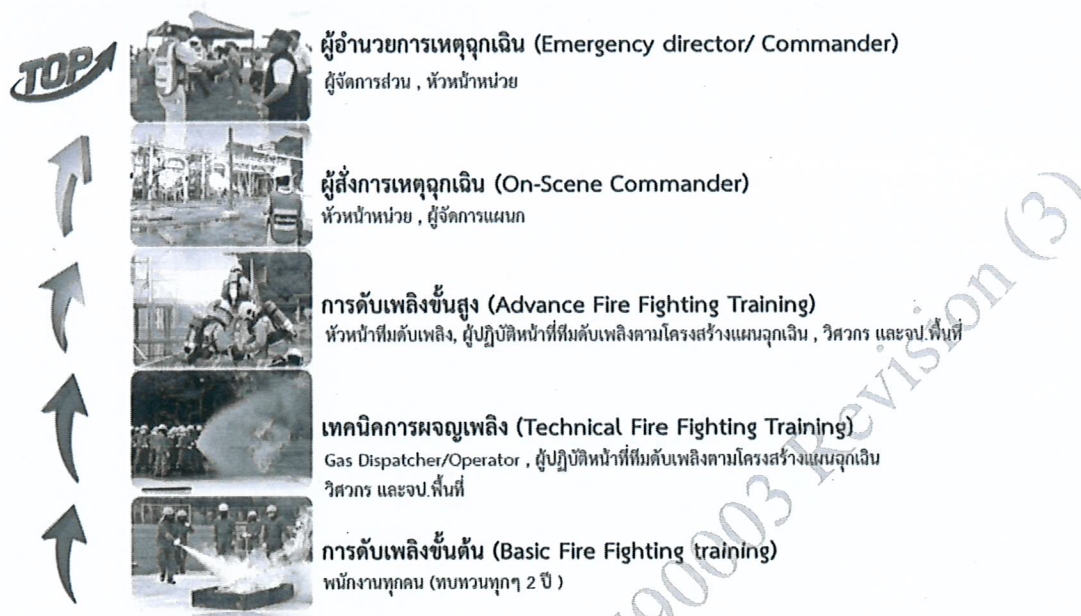 TOP
ผู้อำนวยการเหตุฉุกเฉิน (Emergency director/ Commander)
ผู้จัดการส่วน , หัวหน้าหน่วย
ผู้สั่งการเหตุฉุกเฉิน (On-Scene Commander)
หัวหน้าหน่วย , ผู้จัดการแผนก
การดับเพลิงขั้นสูง (Advance Fire Fighting Training)
หัวหน้าทีมดับเพลิง, ผู้ปฏิบัติหน้าที่ทีมดับเพลิงตามโครงสร้างแผนฉุกเฉิน , วิศวกร และจป.พื้นที่
เทคนิคการผจญเพลิง (Technical Fire Fighting Training)
Gas Dispatcher/Operator , ผู้ปฏิบัติหน้าที่ทีมดับเพลิงตามโครงสร้างแผนฉุกเฉิน
วิศวกร และจป.พื้นที่
การดับเพลิงขั้นต้น (Basic Fire Fighting training)
พนักงานทุกคน (ทบทวนทุกๆ 2 ปี )
90003 Revision (3)